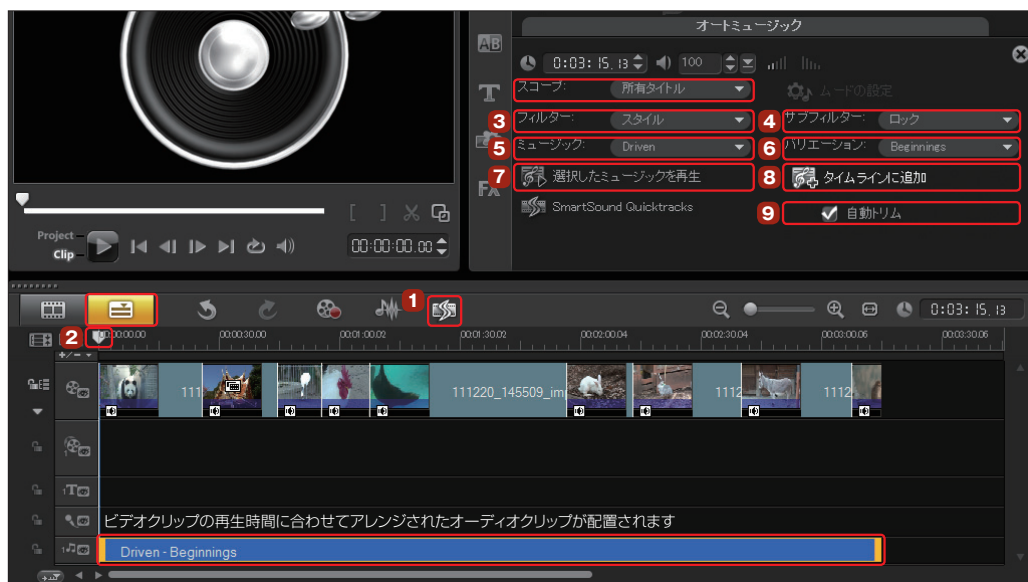 オートミュージック
0:03:15.13
100
スコープ: 所有タイトル
ムードの設定
3 フィルター: スタイル
4 サブフィルター: ロック
5 ミュージック: Driven
6 バリエーション: Beginnings
7 選択したミュージックを再生
8 タイムラインに追加
SmartSound Quicktracks
9 自動トリム
AB
T
FX
[ ]
Project
Clip
00:00:00.00
1
0:03:15.13
2
00:00:00.00
00:00:30.00
00:01:00.02
00:01:30.02
00:02:00.04
00:02:30.04
00:03:00.06
00:03:30.06
+/-
111
111220_145509_im
1112
1112
1
1T
ビデオクリップの再生時間に合わせてアレンジされたオーディオクリップが配置されます
1
Driven - Beginnings